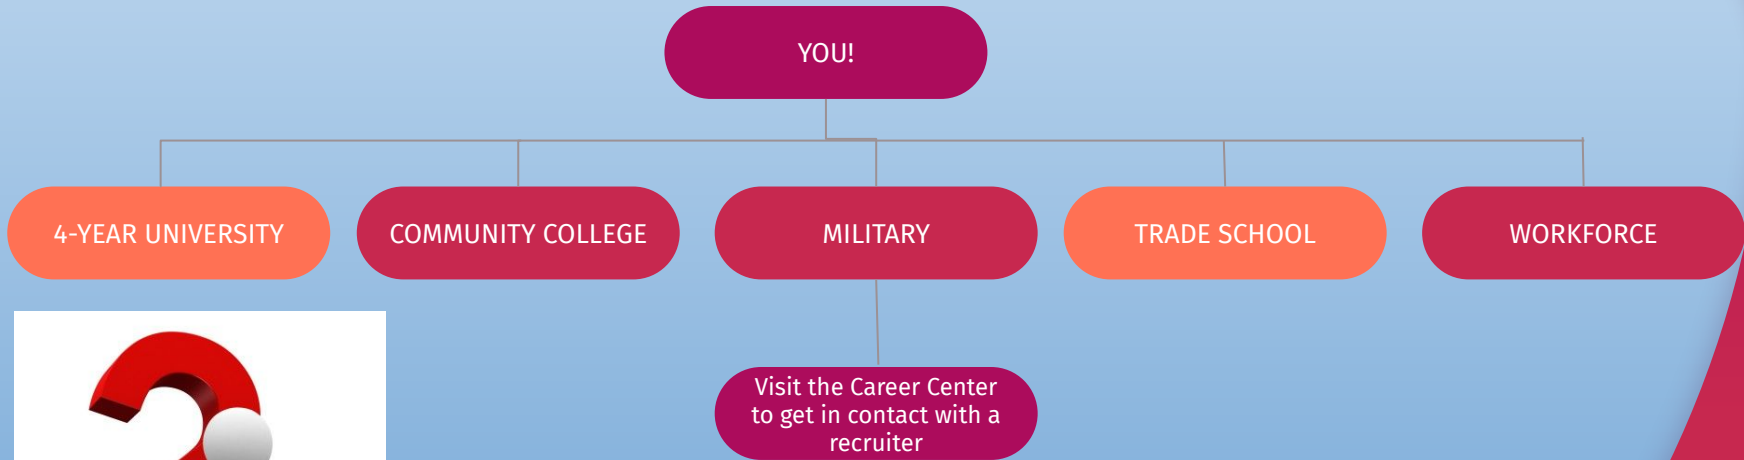 YOU!
4-YEAR UNIVERSITY
COMMUNITY COLLEGE
MILITARY
TRADE SCHOOL
WORKFORCE
Visit the Career Center
to get in contact with a
recruiter